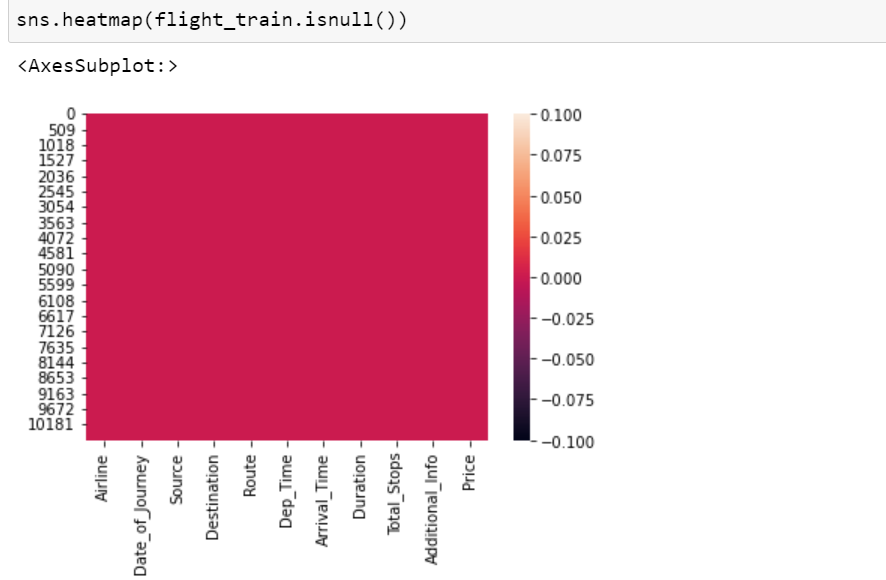 sns.heatmap(flight_train.isnull())
<AxesSubplot:>
0
509
1018
1527
2036
2545
3054
3563
4072
4581
5090
5599
6108
6617
7126
7635
8144
8653
9163
9672
10181
Airline
Date_of_Journey
Source
Destination
Route
Dep_Time
Arrival_Time
Duration
Total_Stops
Additional_Info
Price
0.100
0.075
0.050
0.025
0.000
−0.025
−0.050
−0.075
−0.100